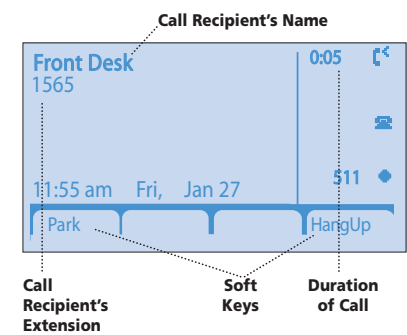 Call Recipient's Name
Front Desk
0:05
1565
511
11:55 am Fri, Jan 27
Park
HangUp
Call Recipient's Extension
Soft Keys
Duration of Call